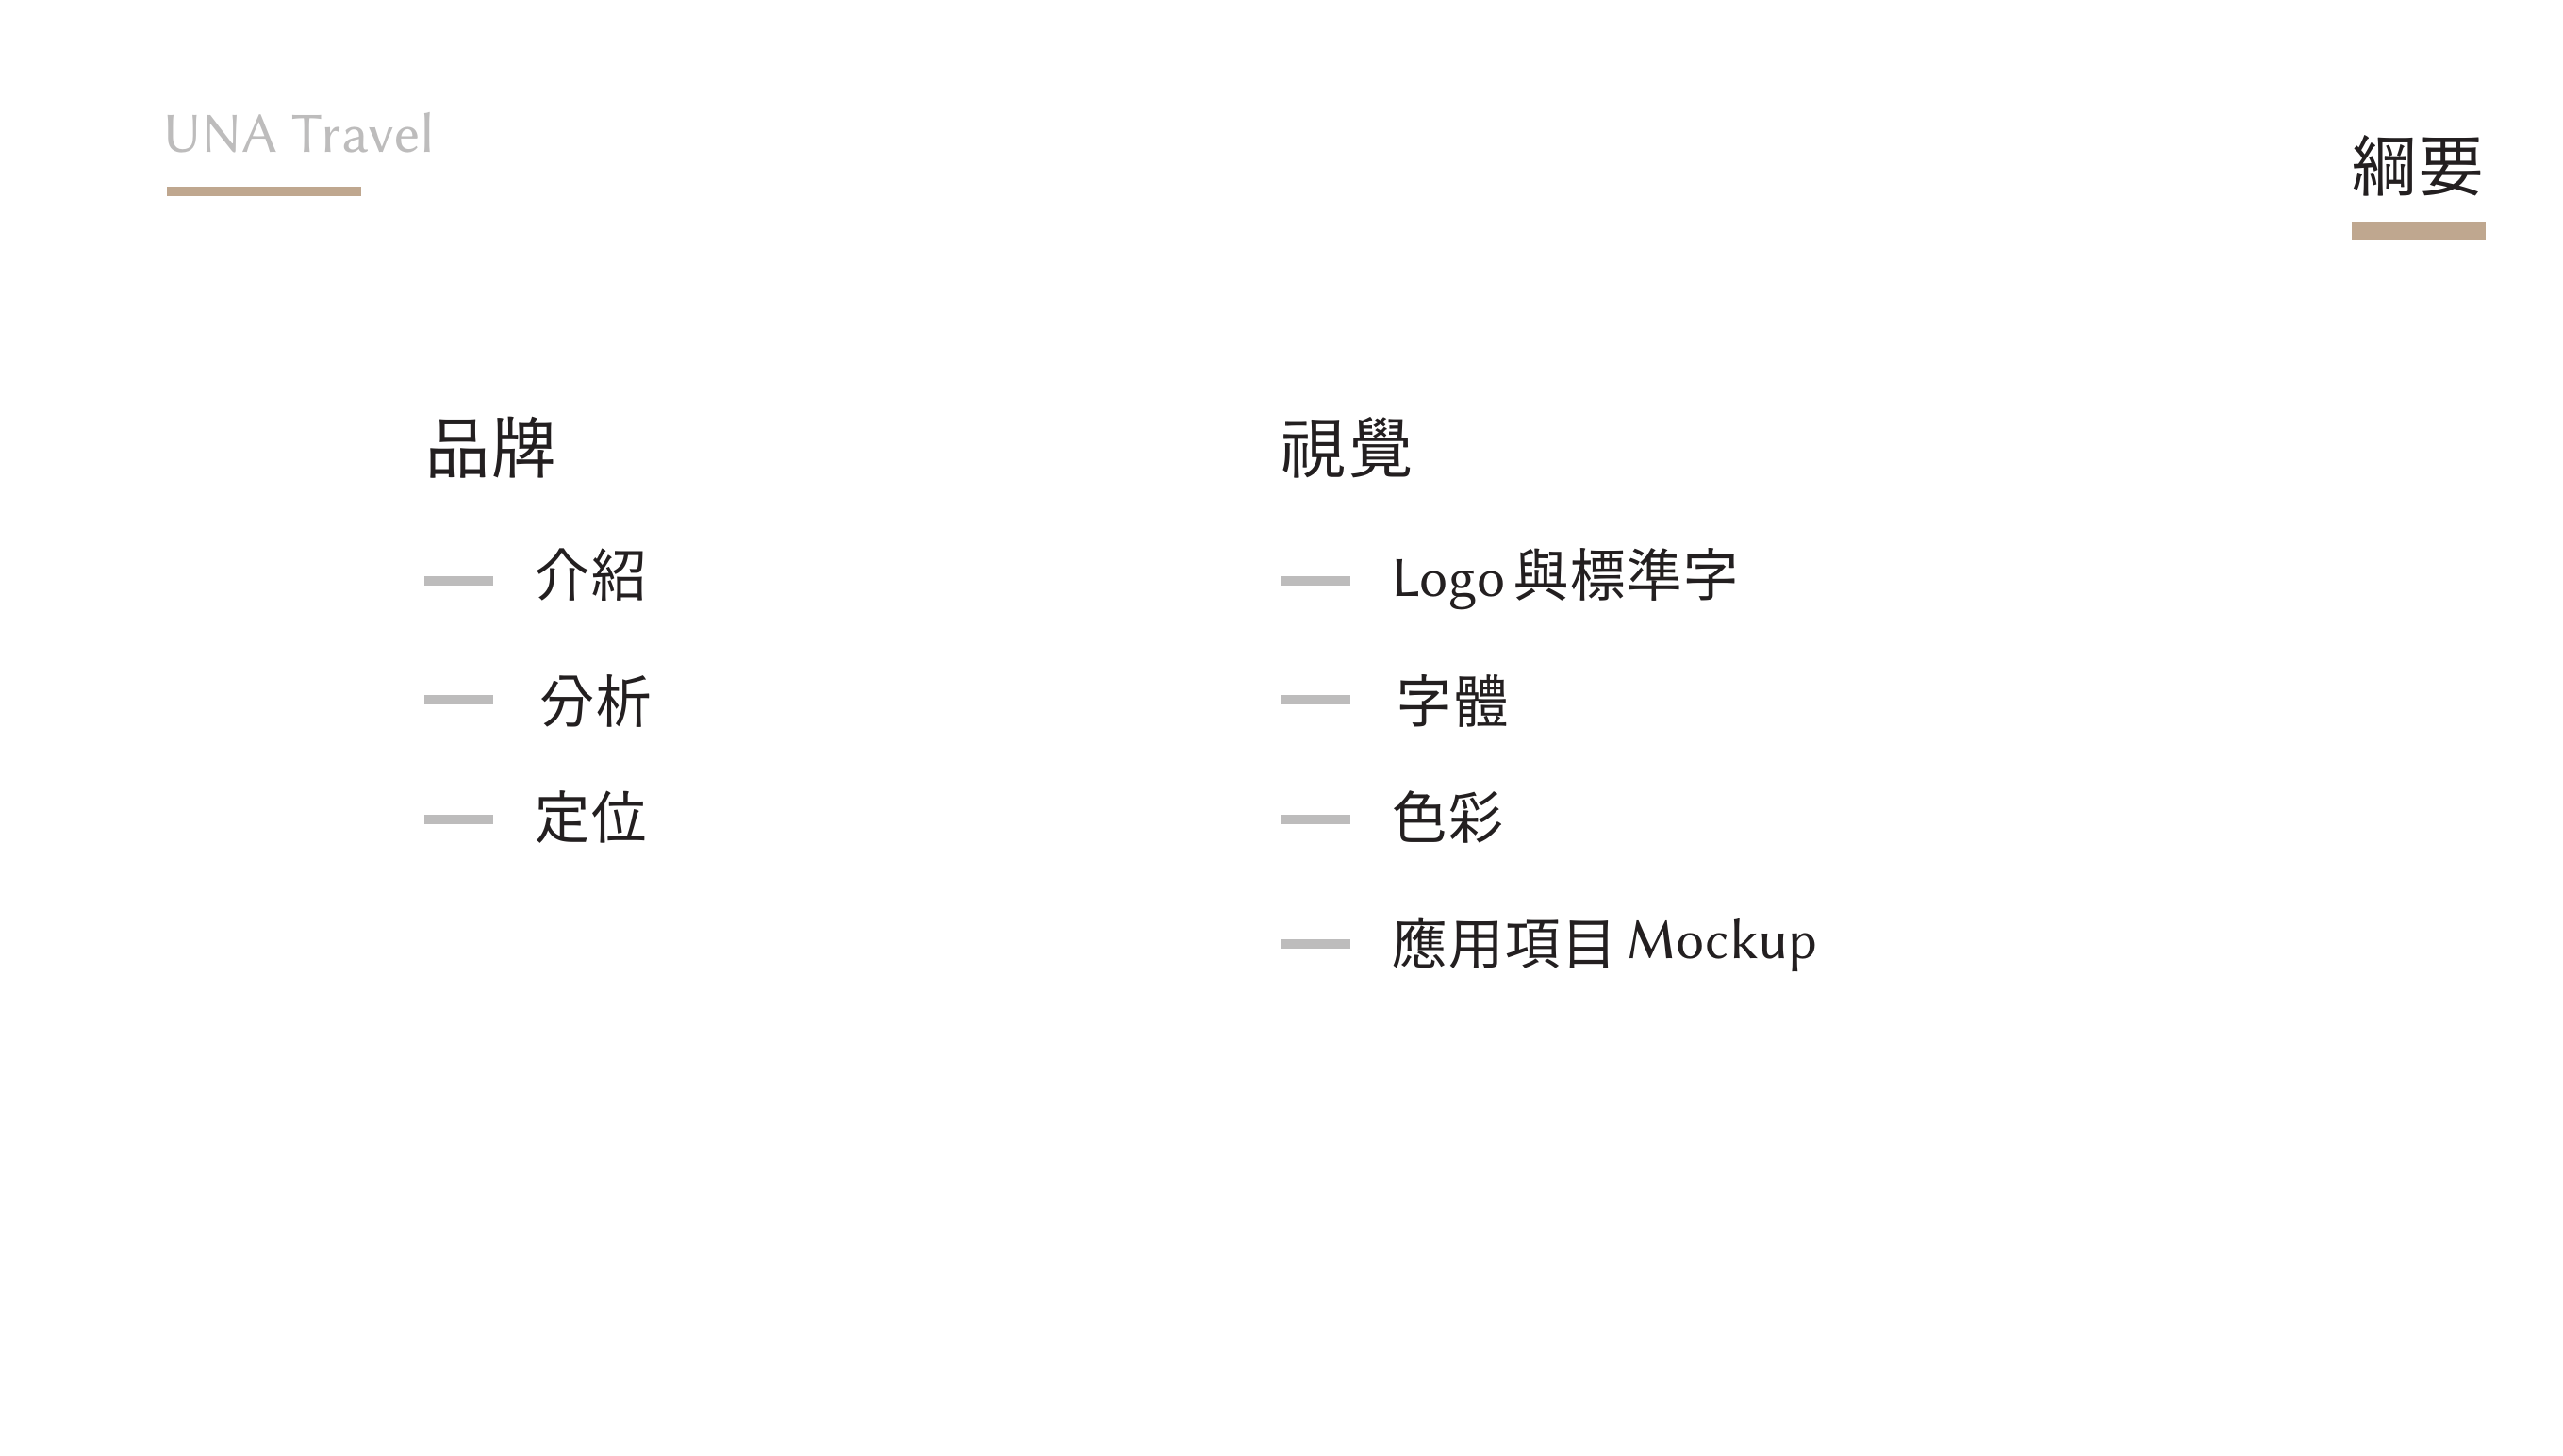 UNA Travel
綱要
品牌
介紹
分析
定位
視覺
Logo 與標準字
字體
色彩
應用項目 Mockup